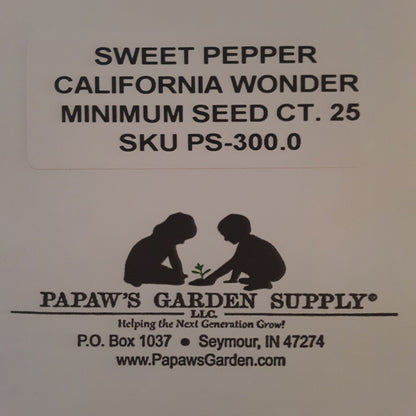 SWEET PEPPER
CALIFORNIA WONDER
MINIMUM SEED CT. 25
SKU PS-300.0
PAPAW'S GARDEN SUPPLY®
LLC.
Helping the Next Generation Grow!
P.O. Box 1037 • Seymour, IN 47274
www.PapawsGarden.com